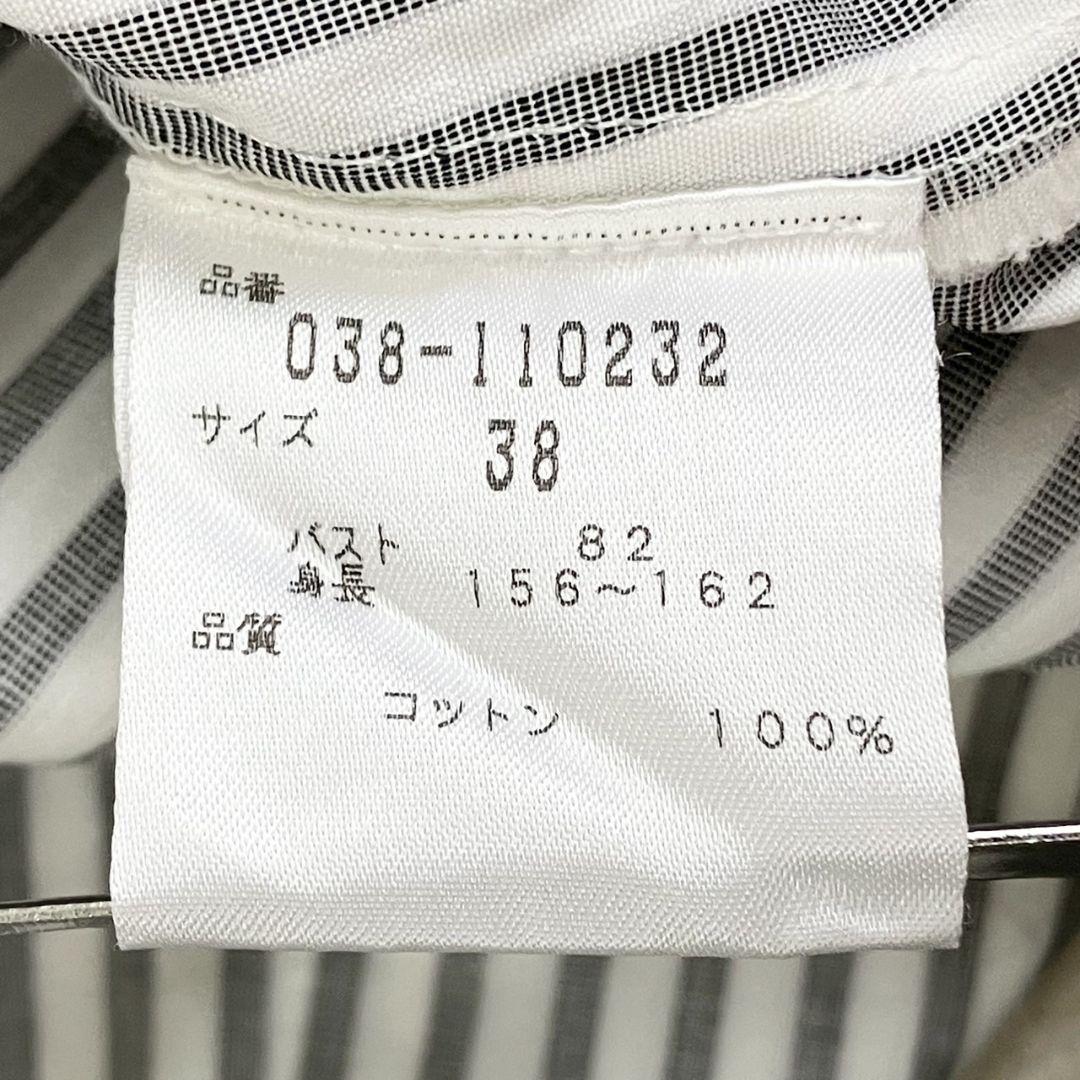 品番
038-110232
サイズ 38
バスト 82
身長 156~162
品質
コットン 100%